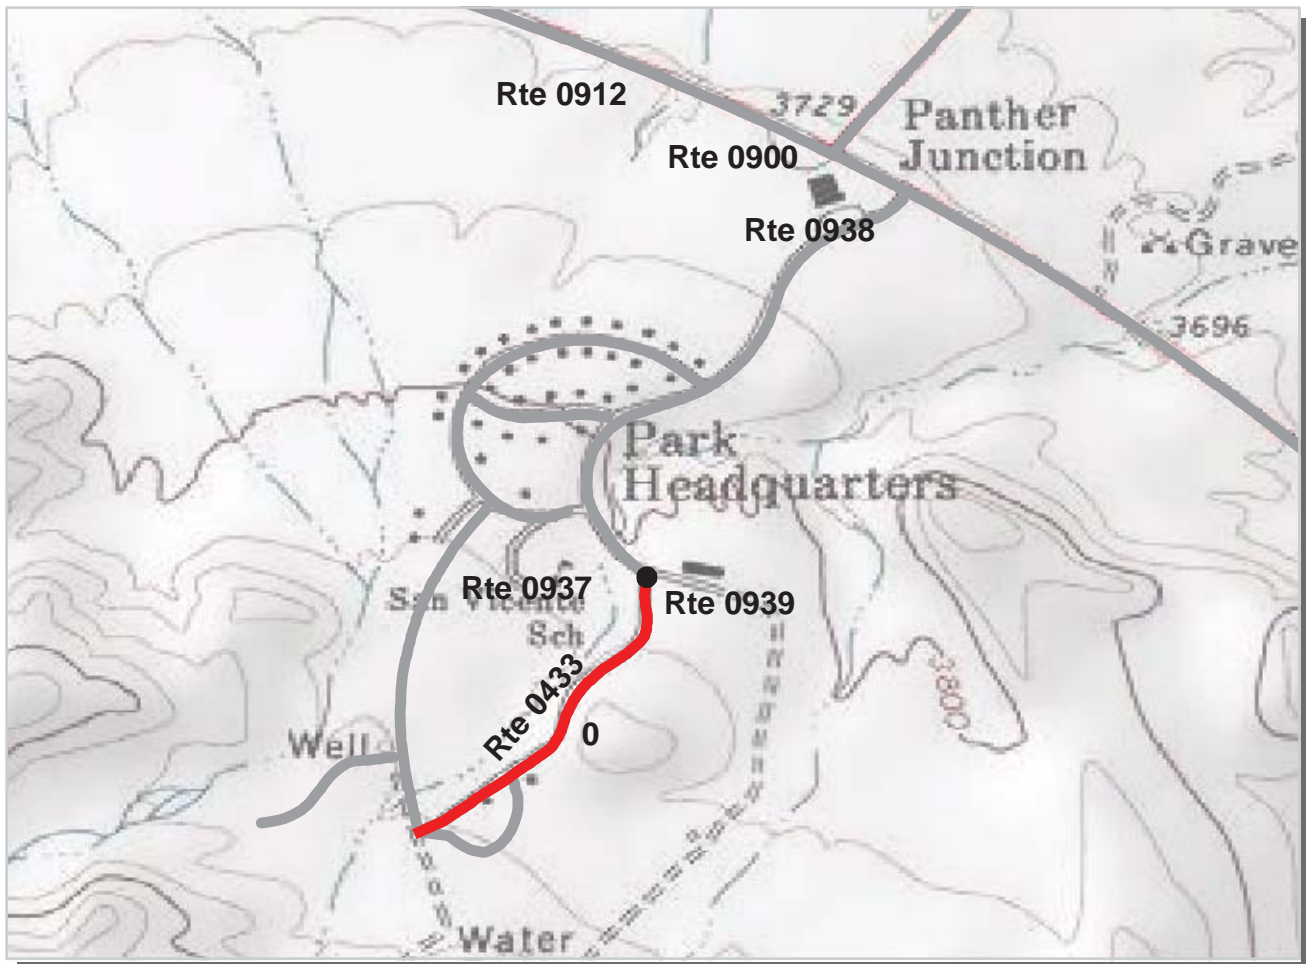 Rte 0912
3729
Panther
Junction
Rte 0900
Rte 0938
Grave
3696
Park
Headquarters
Rte 0937
San Vicente
Sch
Rte 0939
Rte 0433
0
3800
Well
Water